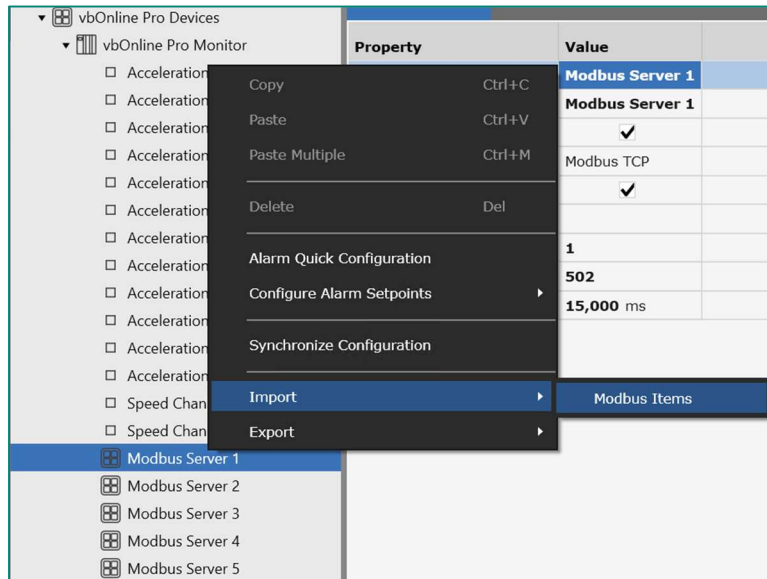 vbOnline Pro Devices
vbOnline Pro Monitor
Property Value
Acceleration
Acceleration
Acceleration
Acceleration
Acceleration
Acceleration
Acceleration
Acceleration
Acceleration
Acceleration
Acceleration
Acceleration
Speed Chan
Speed Chan
Modbus Server 1
Modbus Server 2
Modbus Server 3
Modbus Server 4
Modbus Server 5
Copy Ctrl+C
Paste Ctrl+V
Paste Multiple Ctrl+M
Delete Del
Alarm Quick Configuration
Configure Alarm Setpoints
Synchronize Configuration
Import
Export
Modbus Items
Modbus Server 1
Modbus Server 1
Modbus TCP
1
502
15,000 ms